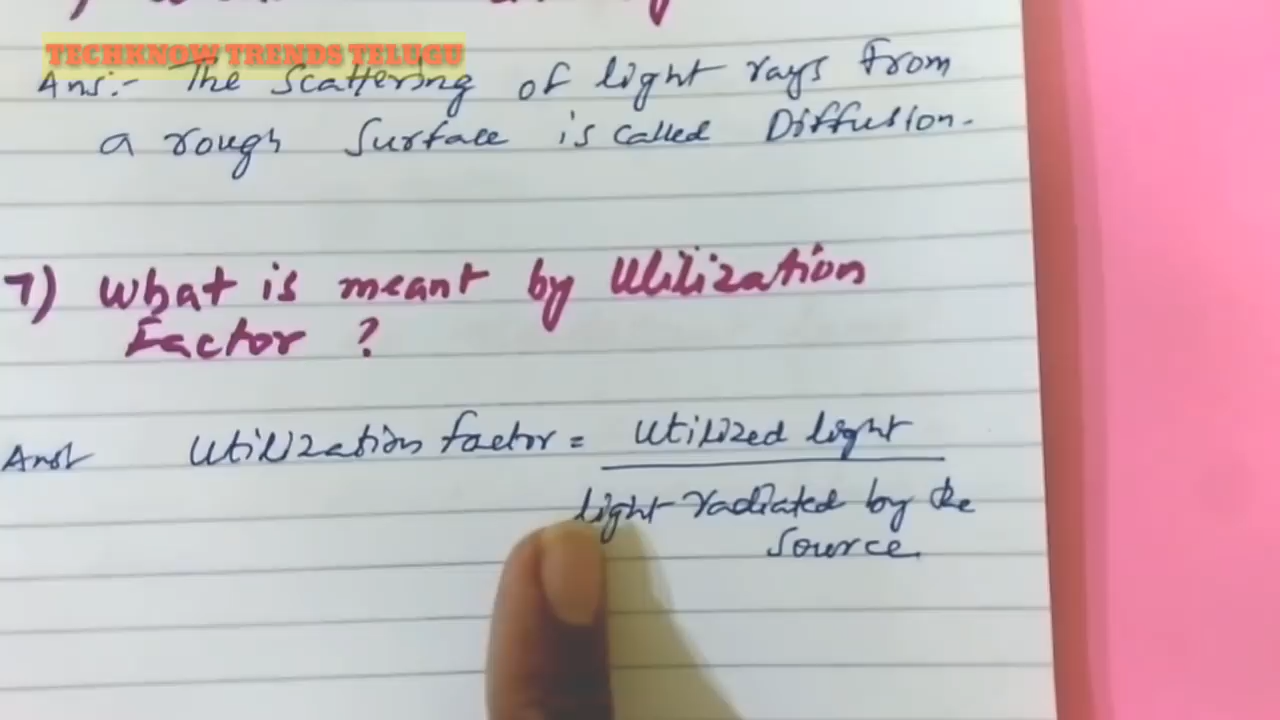 TECHKNOW TRENDS TELUGU
Ans:- The Scattering of light rays from
a rough Surface is called Diffusion.
7) What is meant by Utilization
Factor ?
Ans:- Utilization factor = Utilized light
light radiated by the
Source.